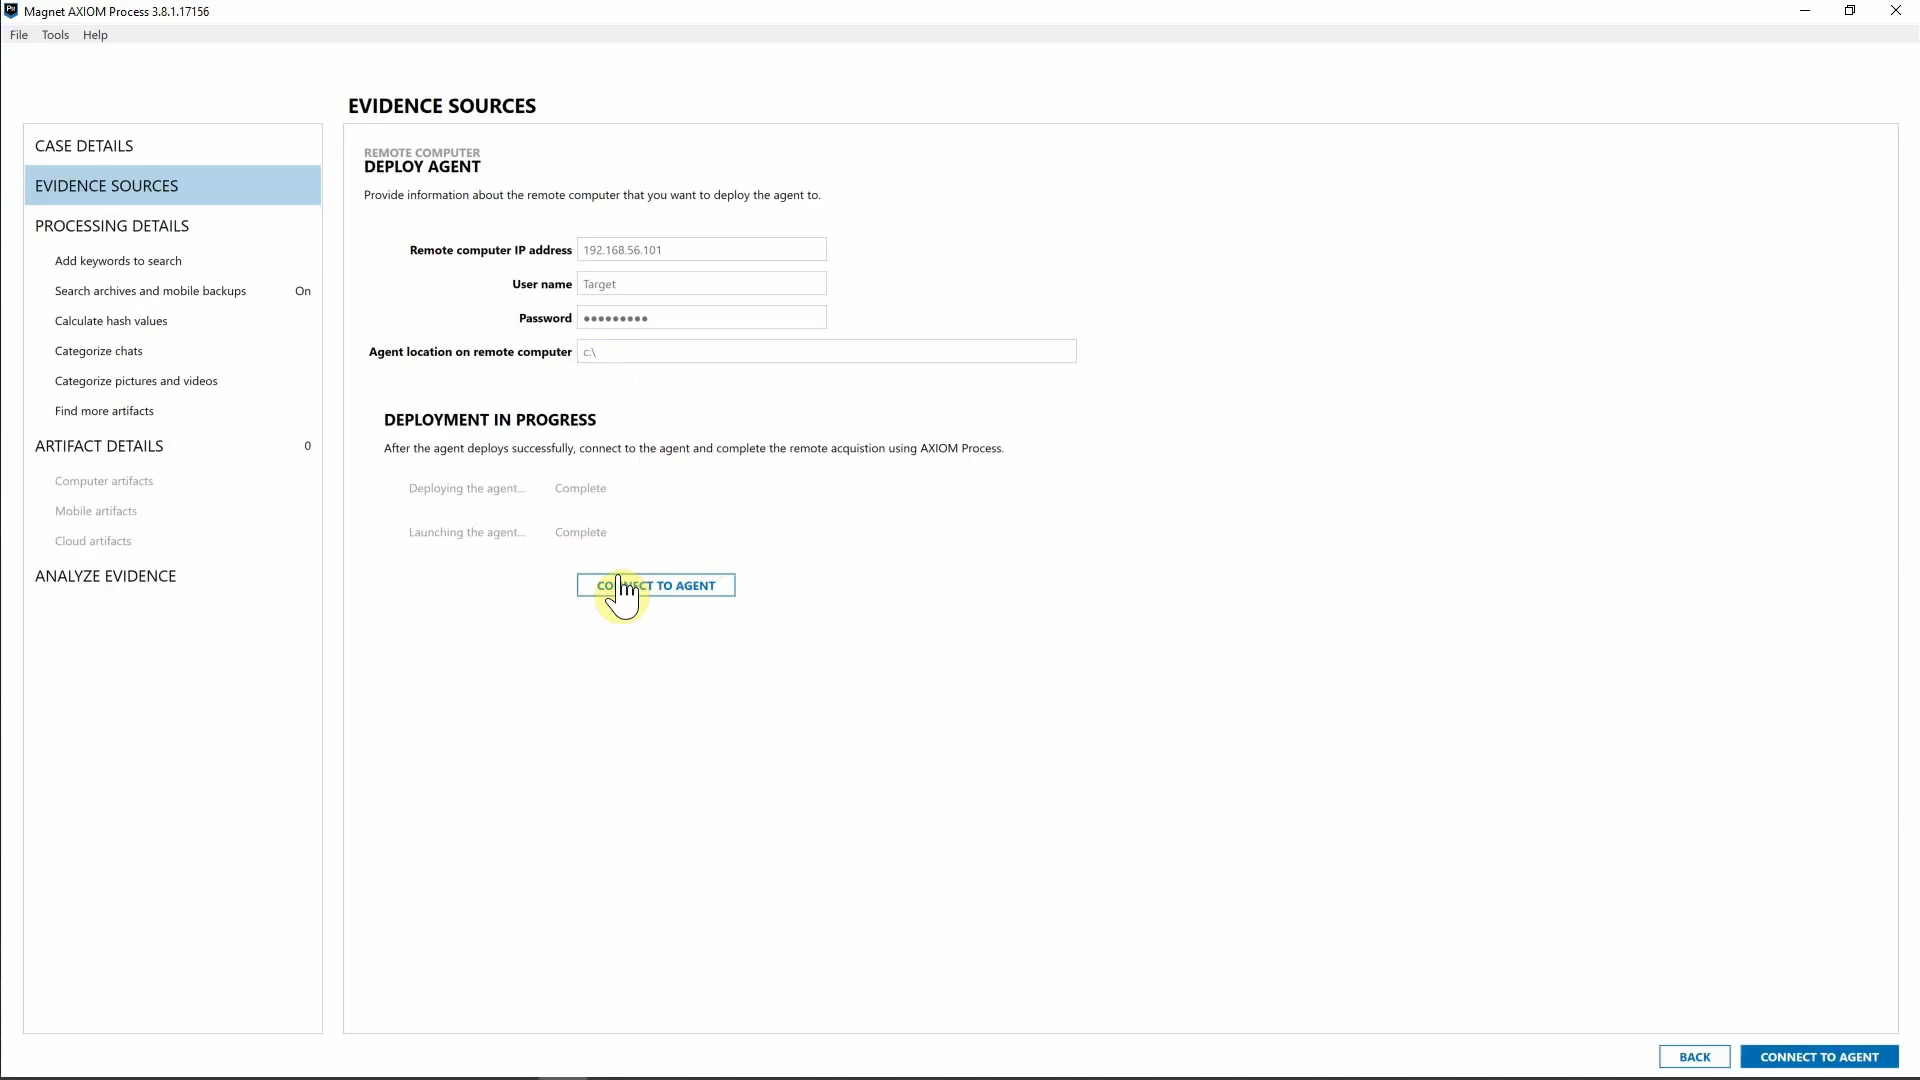 Magnet AXIOM Process 3.8.1.17156
File Tools Help
EVIDENCE SOURCES
CASE DETAILS
EVIDENCE SOURCES
PROCESSING DETAILS
Add keywords to search
Search archives and mobile backups On
Calculate hash values
Categorize chats
Categorize pictures and videos
Find more artifacts
ARTIFACT DETAILS 0
Computer artifacts
Mobile artifacts
Cloud artifacts
ANALYZE EVIDENCE
REMOTE COMPUTER
DEPLOY AGENT
Provide information about the remote computer that you want to deploy the agent to.
Remote computer IP address 192.168.56.101
User name Target
Password ●●●●●●●●●
Agent location on remote computer c:\
DEPLOYMENT IN PROGRESS
After the agent deploys successfully, connect to the agent and complete the remote acquistion using AXIOM Process.
Deploying the agent... Complete
Launching the agent... Complete
CONNECT TO AGENT
BACK CONNECT TO AGENT